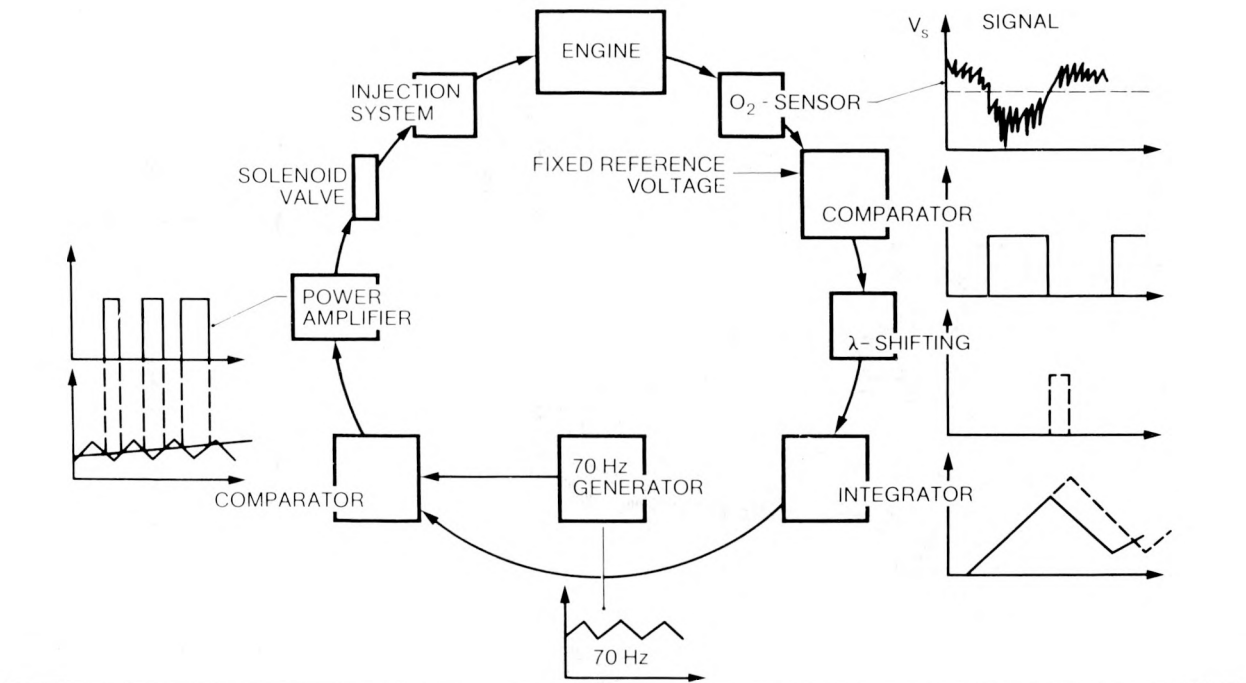 ENGINE
V_S SIGNAL
INJECTION
SYSTEM
O₂ - SENSOR
FIXED REFERENCE
VOLTAGE
SOLENOID
VALVE
COMPARATOR
POWER
AMPLIFIER
λ- SHIFTING
70 Hz
GENERATOR
COMPARATOR
INTEGRATOR
70 Hz